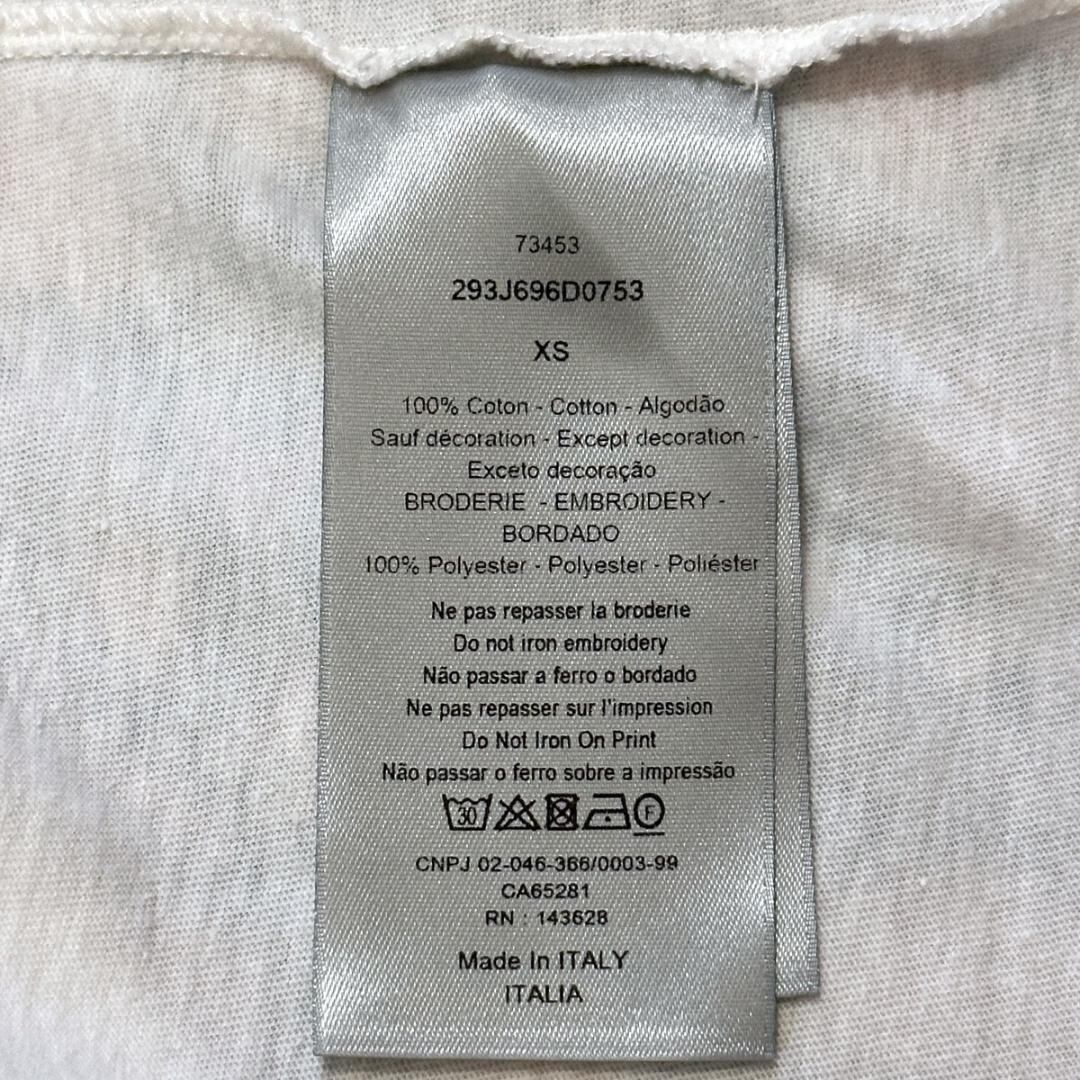 73453
293J696D0753
XS
100% Coton - Cotton - Algodão
Sauf décoration - Except decoration -
Exceto decoração
BRODERIE - EMBROIDERY -
BORDADO
100% Polyester - Polyester - Poliéster
Ne pas repasser la broderie
Do not iron embroidery
Não passar a ferro o bordado
Ne pas repasser sur l'impression
Do Not Iron On Print
Não passar o ferro sobre a impressão
30 F
CNPJ 02-046-366/0003-99
CA65281
RN : 143628
Made In ITALY
ITALIA